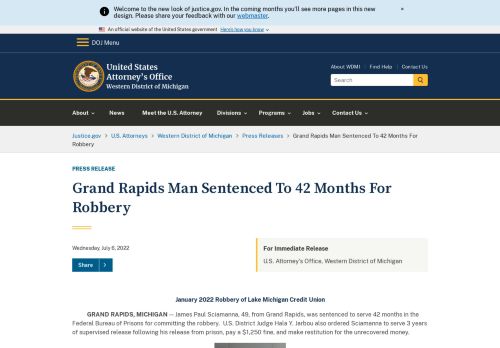 Welcome to the new look of justice.gov. In the coming months you'll see more pages in this new
design. Please share your feedback with our webmaster.
×
An official website of the United States government Here's how you know
DOJ Menu
United States
Attorney's Office
Western District of Michigan
About WDMI Find Help Contact Us
Search
About News Meet the U.S. Attorney Divisions Programs Jobs Contact Us
Justice.gov > U.S. Attorneys > Western District of Michigan > Press Releases > Grand Rapids Man Sentenced To 42 Months For
Robbery
PRESS RELEASE
Grand Rapids Man Sentenced To 42 Months For
Robbery
Wednesday, July 6, 2022
Share >
For Immediate Release
U.S. Attorney's Office, Western District of Michigan
January 2022 Robbery of Lake Michigan Credit Union
GRAND RAPIDS, MICHIGAN — James Paul Sciamanna, 49, from Grand Rapids, was sentenced to serve 42 months in the
Federal Bureau of Prisons for committing the robbery. U.S. District Judge Hala Y. Jarbou also ordered Sciamanna to serve 3 years
of supervised release following his release from prison, pay a $1,250 fine, and make restitution for the unrecovered money.